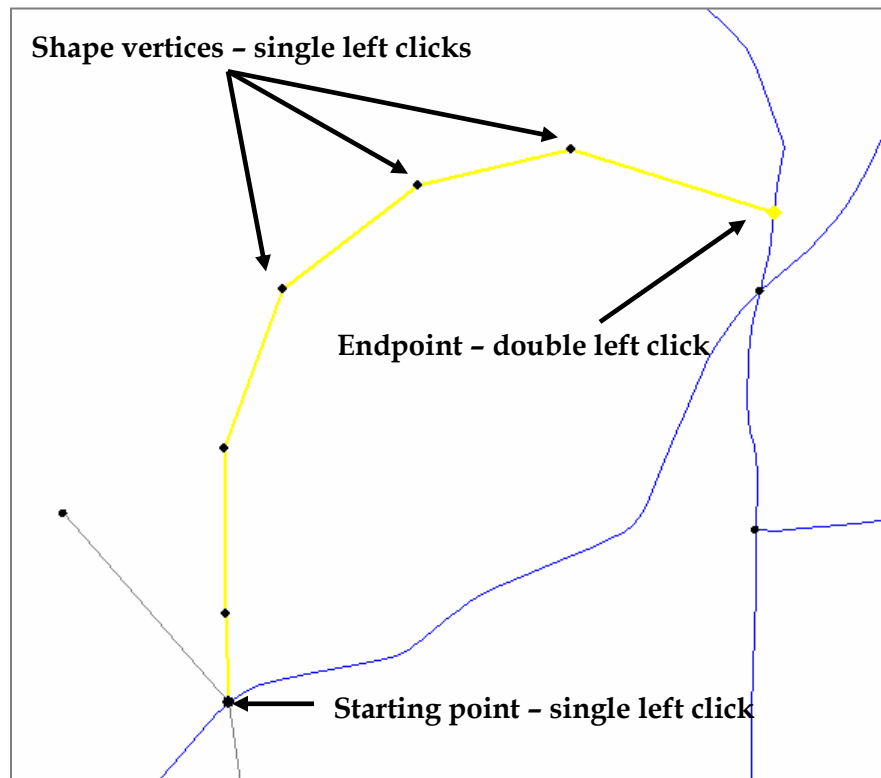 Shape vertices – single left clicks
Endpoint – double left click
Starting point – single left click